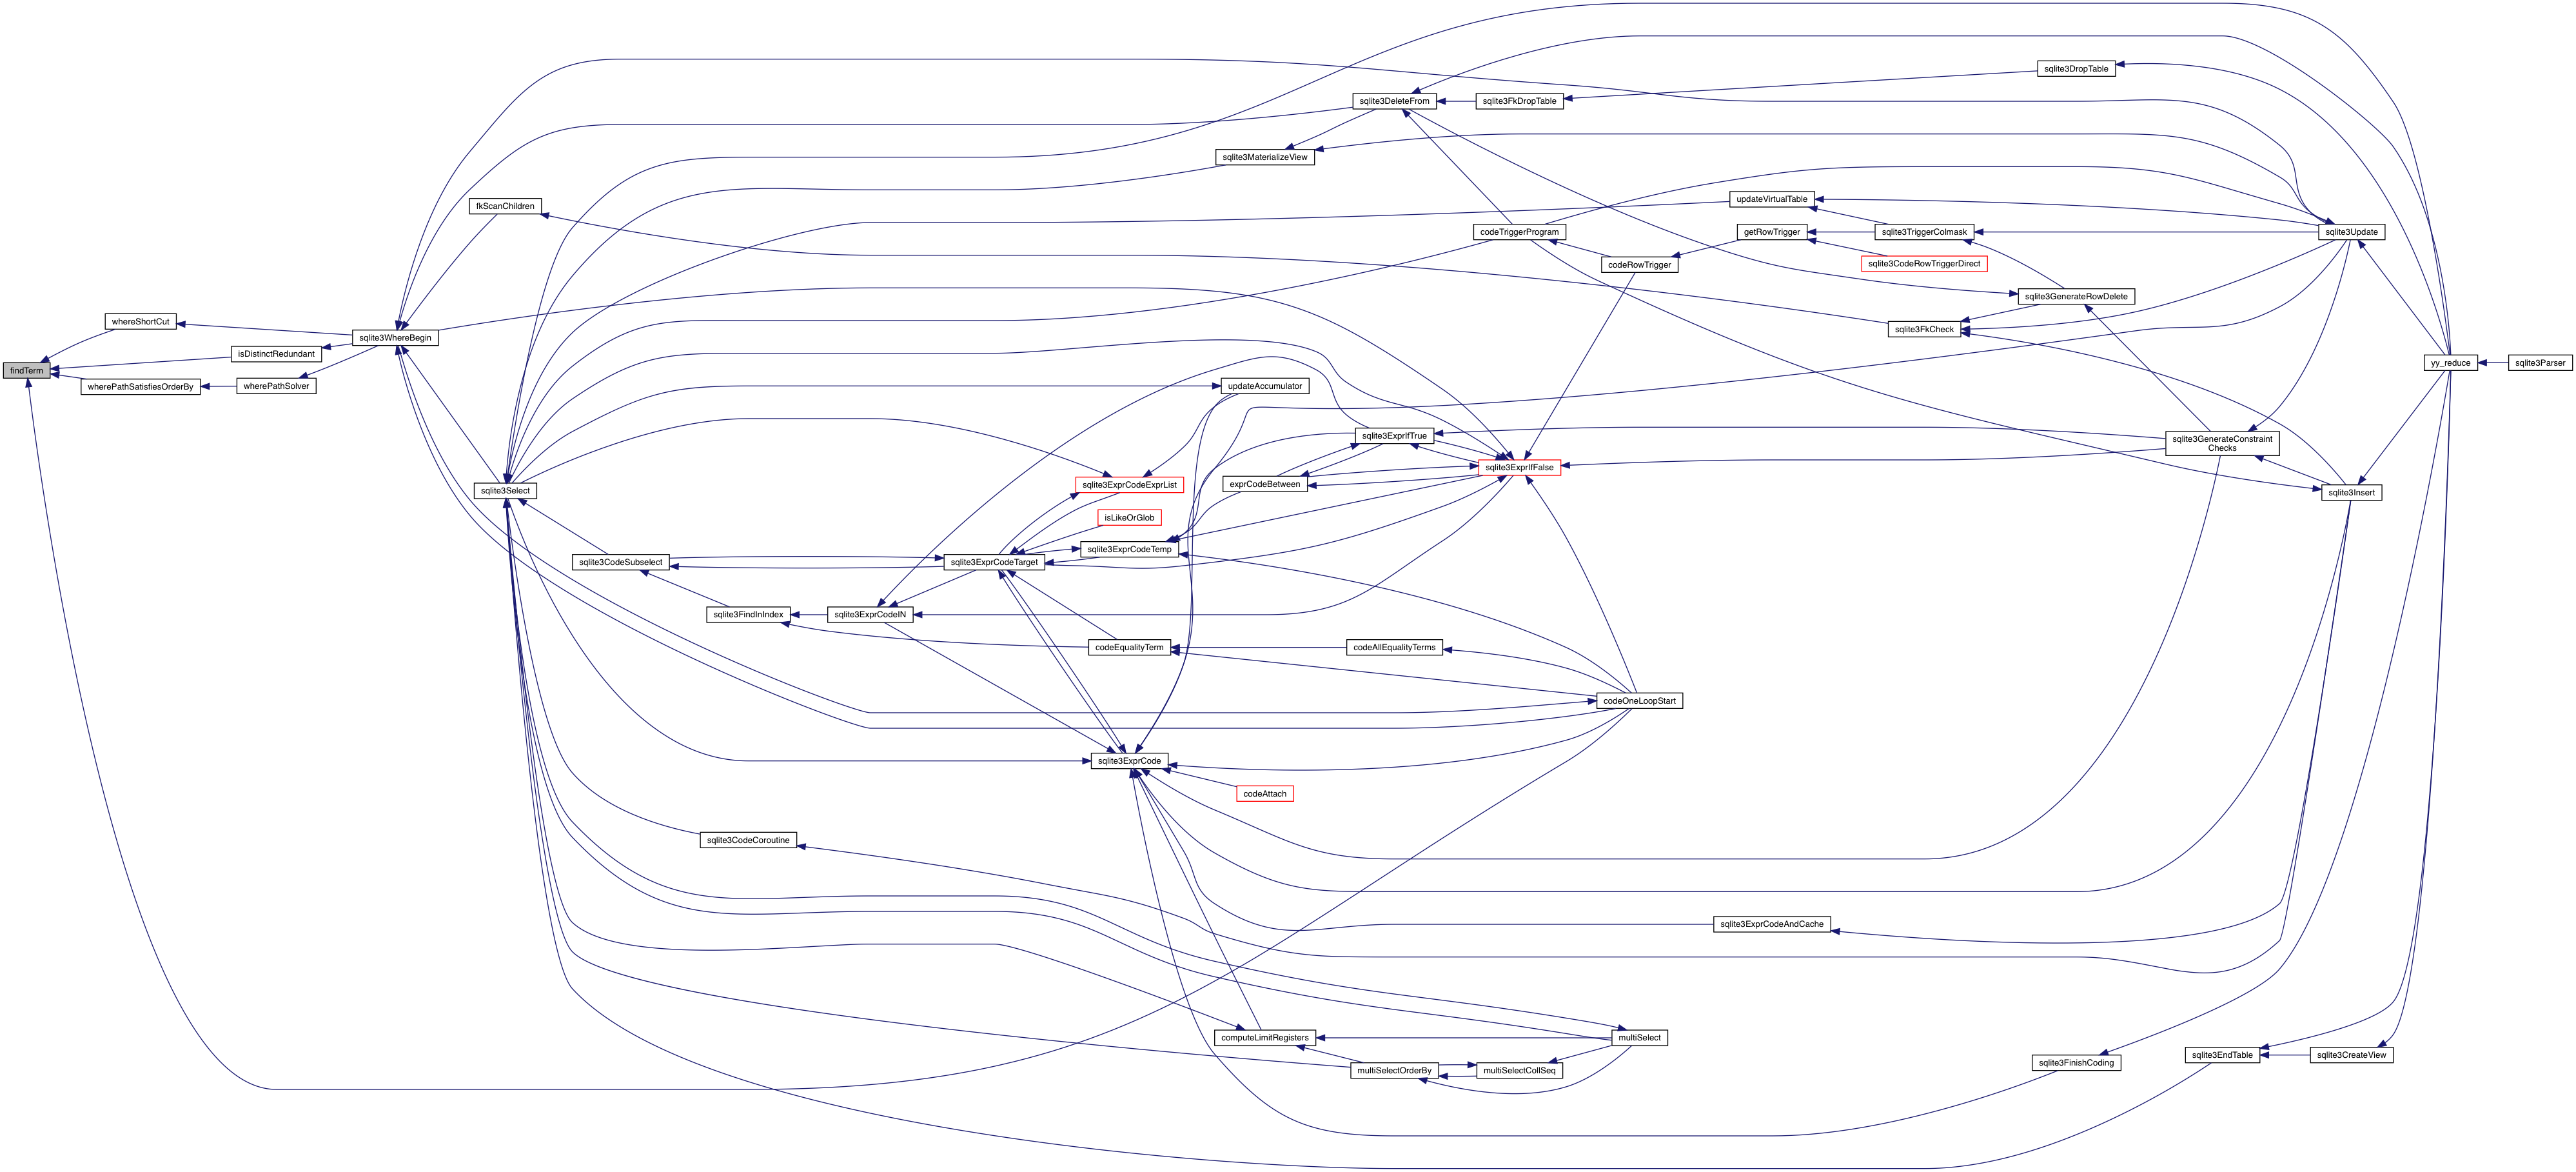 findTerm
whereShortCut
isDistinctRedundant
wherePathSatisfiesOrderBy
wherePathSolver
sqlite3WhereBegin
fkScanChildren
sqlite3Select
sqlite3CodeSubselect
sqlite3FindInIndex
sqlite3CodeCoroutine
sqlite3ExprCodeIN
sqlite3ExprCodeTarget
sqlite3ExprCodeExprList
isLikeOrGlob
sqlite3ExprCodeTemp
codeEqualityTerm
sqlite3ExprCode
sqlite3MaterializeView
updateAccumulator
exprCodeBetween
codeAttach
computeLimitRegisters
sqlite3DeleteFrom
sqlite3ExprIfTrue
codeAllEqualityTerms
multiSelectOrderBy
sqlite3FkDropTable
codeTriggerProgram
sqlite3ExprIfFalse
multiSelectCollSeq
codeRowTrigger
codeOneLoopStart
multiSelect
updateVirtualTable
getRowTrigger
sqlite3ExprCodeAndCache
sqlite3TriggerColmask
sqlite3CodeRowTriggerDirect
sqlite3FkCheck
sqlite3DropTable
sqlite3GenerateRowDelete
sqlite3FinishCoding
sqlite3GenerateConstraint
Checks
sqlite3EndTable
sqlite3Update
sqlite3Insert
sqlite3CreateView
yy_reduce
sqlite3Parser